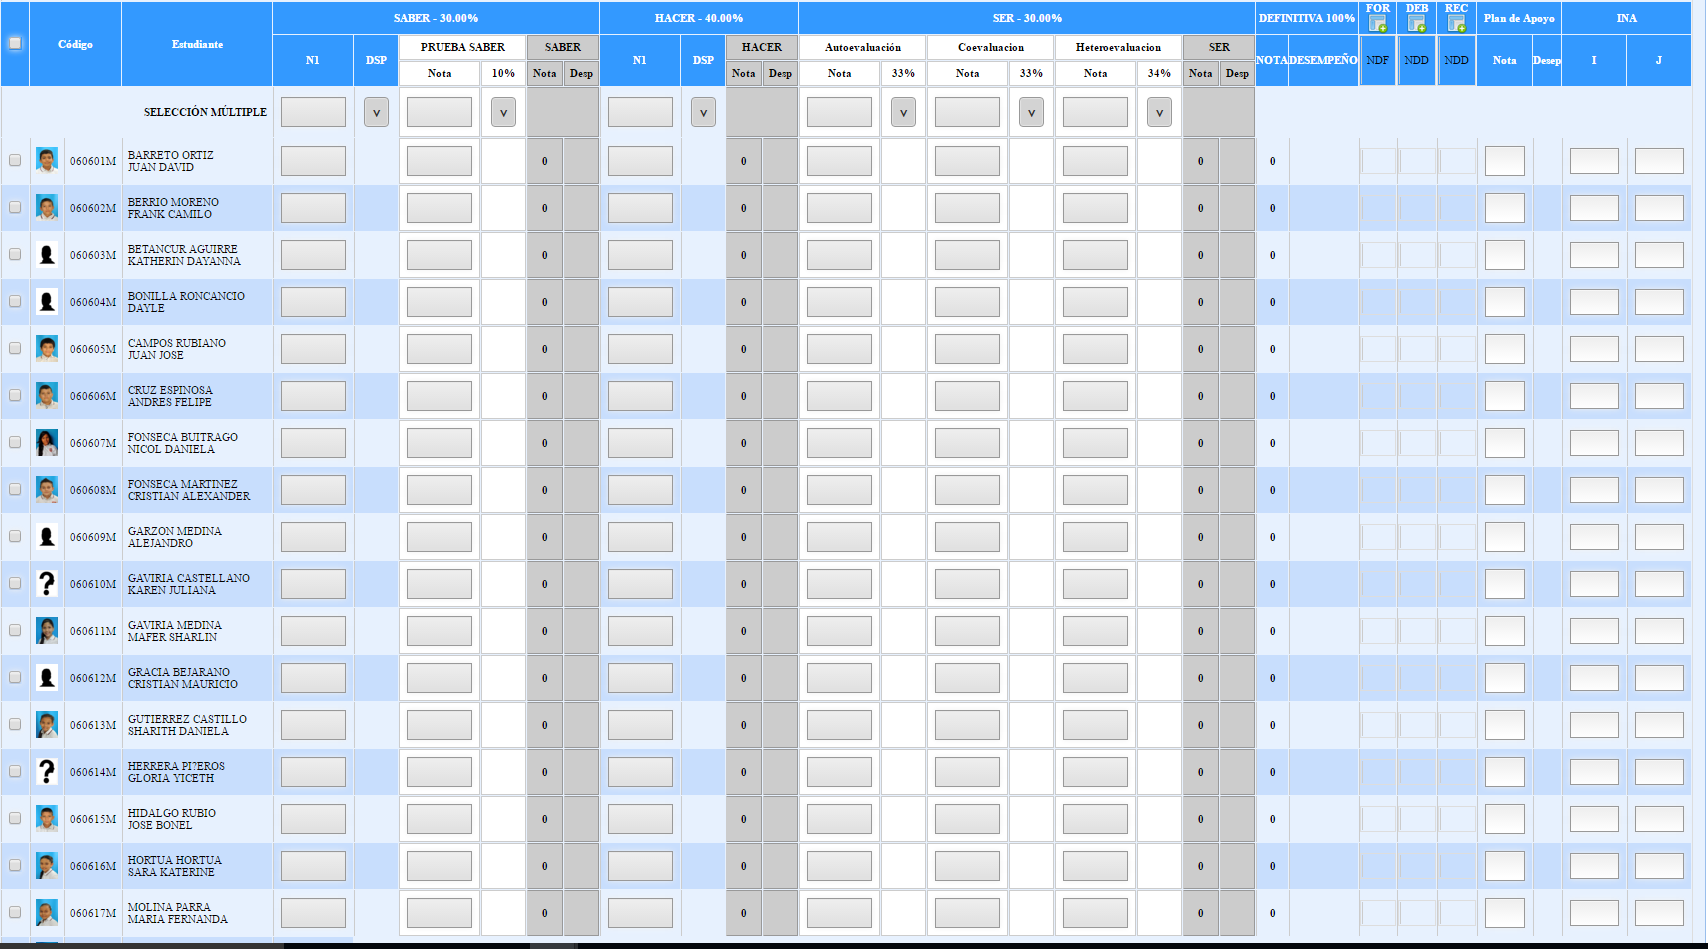 SABER - 30.00% HACER - 40.00% SER - 30.00% DEFINITIVA 100% FOR DEB REC Plan de Apoyo INA
Código Estudiante N1 DSP PRUEBA SABER SABER N1 DSP HACER Autoevaluación Coevaluacion Heteroevaluacion SER NOTA DESEMPEÑO NDF NDD NDD Nota Desep I J
Nota 10% Nota Desp Nota Desp Nota 33% Nota 33% Nota 34% Nota Desp
SELECCIÓN MÚLTIPLE v v v v v v
060601M BARRETO ORTIZ
JUAN DAVID 0 0 0 0
060602M BERRIO MORENO
FRANK CAMILO 0 0 0 0
060603M BETANCUR AGUIRRE
KATHERIN DAYANNA 0 0 0 0
060604M BONILLA RONCANCIO
DAYLE 0 0 0 0
060605M CAMPOS RUBIANO
JUAN JOSE 0 0 0 0
060606M CRUZ ESPINOSA
ANDRES FELIPE 0 0 0 0
060607M FONSECA BUITRAGO
NICOL DANIELA 0 0 0 0
060608M FONSECA MARTINEZ
CRISTIAN ALEXANDER 0 0 0 0
060609M GARZON MEDINA
ALEJANDRO 0 0 0 0
? 060610M GAVIRIA CASTELLANO
KAREN JULIANA 0 0 0 0
060611M GAVIRIA MEDINA
MAFER SHARLIN 0 0 0 0
060612M GRACIA BEJARANO
CRISTIAN MAURICIO 0 0 0 0
060613M GUTIERREZ CASTILLO
SHARITH DANIELA 0 0 0 0
? 060614M HERRERA PI?EROS
GLORIA YICETH 0 0 0 0
060615M HIDALGO RUBIO
JOSE BONEL 0 0 0 0
060616M HORTUA HORTUA
SARA KATERINE 0 0 0 0
060617M MOLINA PARRA
MARIA FERNANDA 0 0 0 0